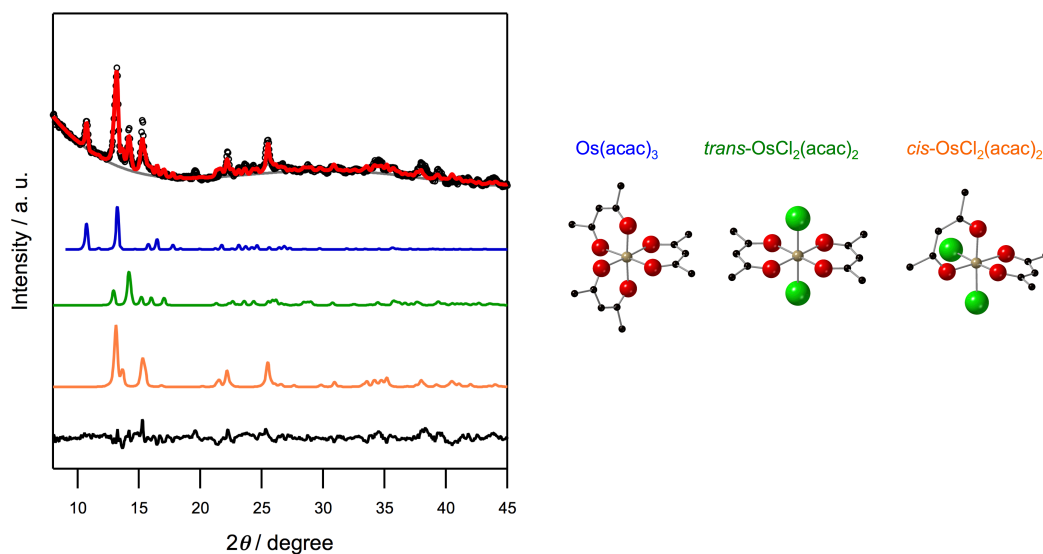 Intensity / a. u.
10 15 20 25 30 35 40 45
2θ / degree
Os(acac)₃
trans-OsCl₂(acac)₂
cis-OsCl₂(acac)₂